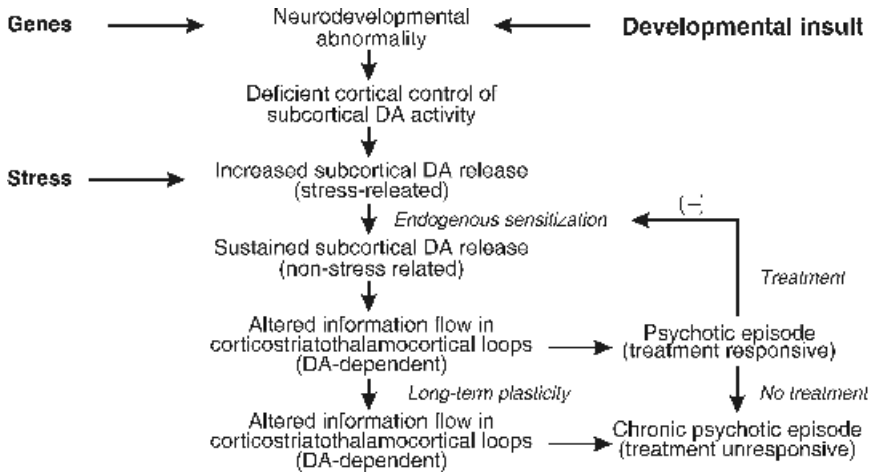 Genes
Neurodevelopmental
abnormality
Developmental insult
Deficient cortical control of
subcortical DA activity
Stress
Increased subcortical DA release
(stress-releated)
(−)
Endogenous sensitization
Sustained subcortical DA release
(non-stress related)
Treatment
Altered information flow in
corticostriatothalamocortical loops
(DA-dependent)
Psychotic episode
(treatment responsive)
Long-term plasticity
No treatment
Altered information flow in
corticostriatothalamocortical loops
(DA-dependent)
Chronic psychotic episode
(treatment unresponsive)